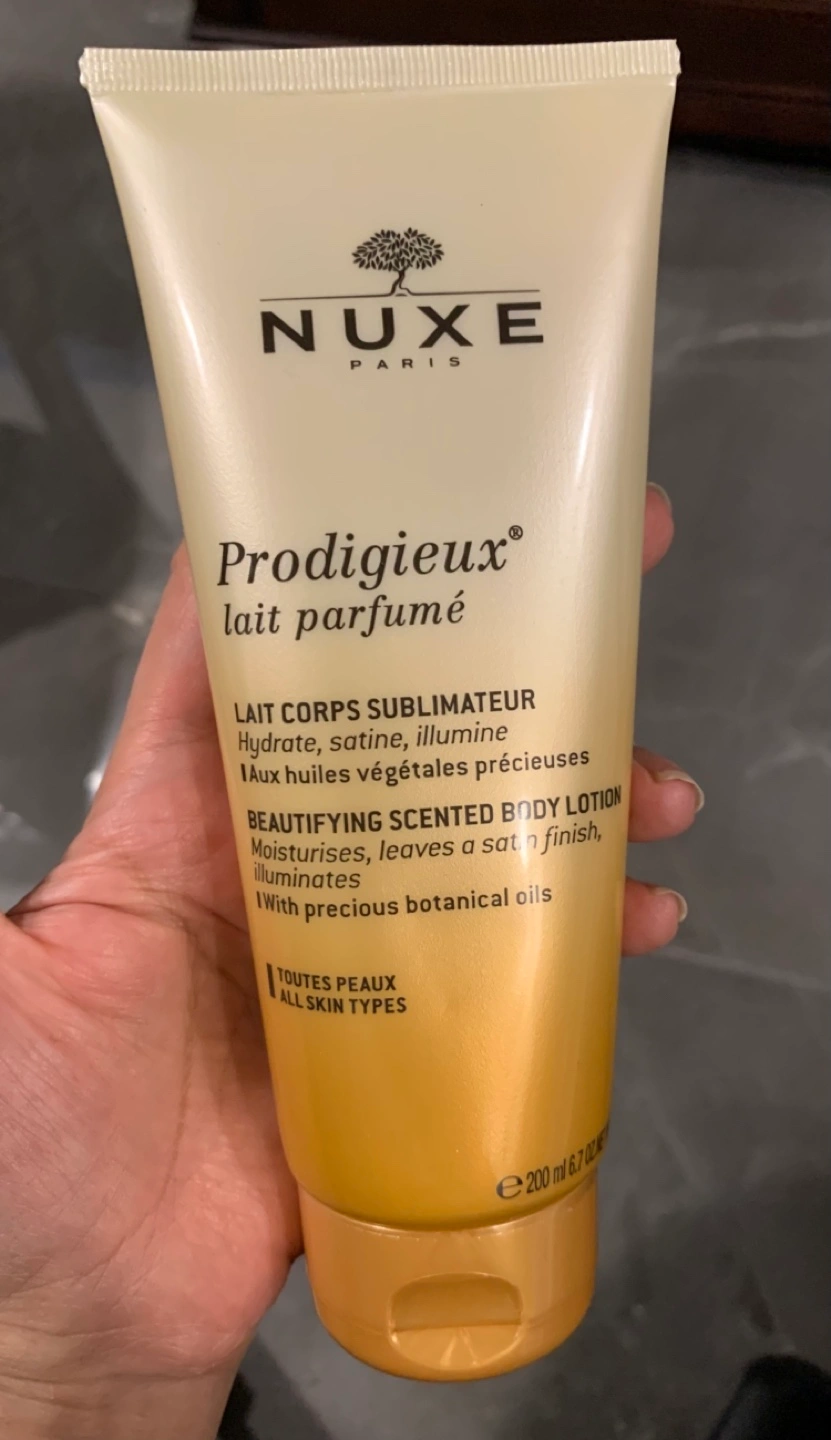 NUXE
PARIS
Prodigieux®
lait parfumé
LAIT CORPS SUBLIMATEUR
Hydrate, satine, illumine
Aux huiles végétales précieuses
BEAUTIFYING SCENTED BODY LOTION
Moisturises, leaves a satin finish,
illuminates
With precious botanical oils
TOUTES PEAUX
ALL SKIN TYPES
℮ 200 ml 6.7 OZ.